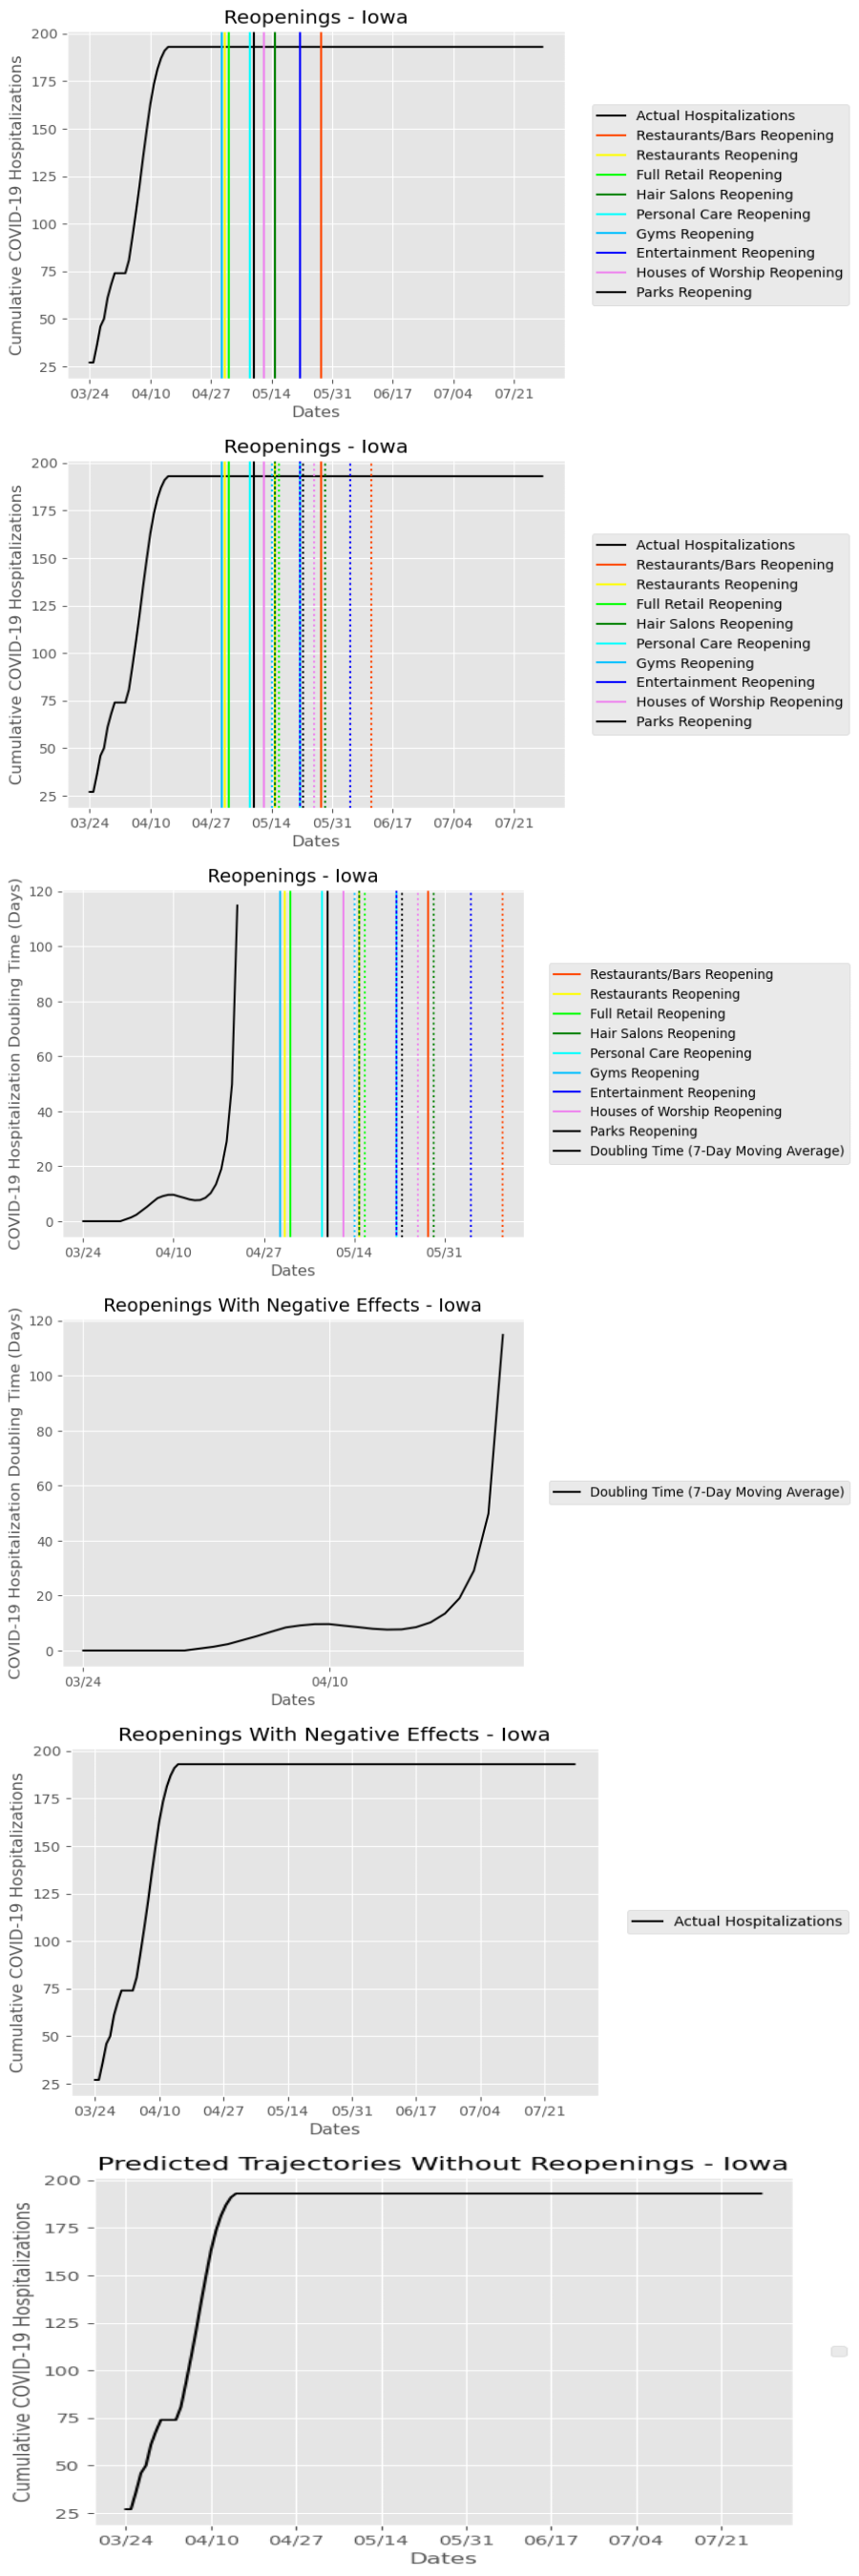 Reopenings - Iowa
Cumulative COVID-19 Hospitalizations
200
175
150
125
100
75
50
25
03/24 04/10 04/27 05/14 05/31 06/17 07/04 07/21
Dates
Actual Hospitalizations
Restaurants/Bars Reopening
Restaurants Reopening
Full Retail Reopening
Hair Salons Reopening
Personal Care Reopening
Gyms Reopening
Entertainment Reopening
Houses of Worship Reopening
Parks Reopening
Reopenings - Iowa
Cumulative COVID-19 Hospitalizations
200
175
150
125
100
75
50
25
03/24 04/10 04/27 05/14 05/31 06/17 07/04 07/21
Dates
Actual Hospitalizations
Restaurants/Bars Reopening
Restaurants Reopening
Full Retail Reopening
Hair Salons Reopening
Personal Care Reopening
Gyms Reopening
Entertainment Reopening
Houses of Worship Reopening
Parks Reopening
Reopenings - Iowa
COVID-19 Hospitalization Doubling Time (Days)
120
100
80
60
40
20
0
03/24 04/10 04/27 05/14 05/31
Dates
Restaurants/Bars Reopening
Restaurants Reopening
Full Retail Reopening
Hair Salons Reopening
Personal Care Reopening
Gyms Reopening
Entertainment Reopening
Houses of Worship Reopening
Parks Reopening
Doubling Time (7-Day Moving Average)
Reopenings With Negative Effects - Iowa
COVID-19 Hospitalization Doubling Time (Days)
120
100
80
60
40
20
0
03/24 04/10
Dates
Doubling Time (7-Day Moving Average)
Reopenings With Negative Effects - Iowa
Cumulative COVID-19 Hospitalizations
200
175
150
125
100
75
50
25
03/24 04/10 04/27 05/14 05/31 06/17 07/04 07/21
Dates
Actual Hospitalizations
Predicted Trajectories Without Reopenings - Iowa
Cumulative COVID-19 Hospitalizations
200
175
150
125
100
75
50
25
03/24 04/10 04/27 05/14 05/31 06/17 07/04 07/21
Dates